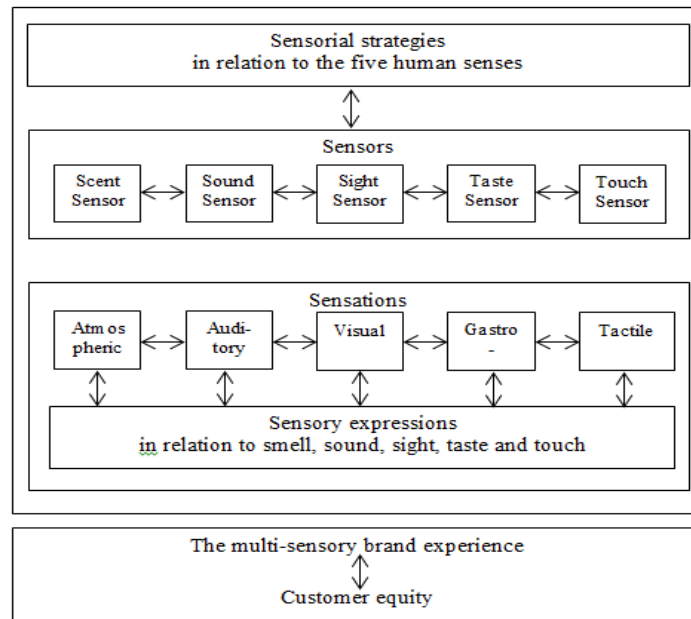 Sensorial strategies
in relation to the five human senses
Sensors
Scent
Sensor
Sound
Sensor
Sight
Sensor
Taste
Sensor
Touch
Sensor
Sensations
Atmos
pheric
Audi-
tory
Visual
Gastro
-
Tactile
Sensory expressions
in relation to smell, sound, sight, taste and touch
The multi-sensory brand experience
Customer equity